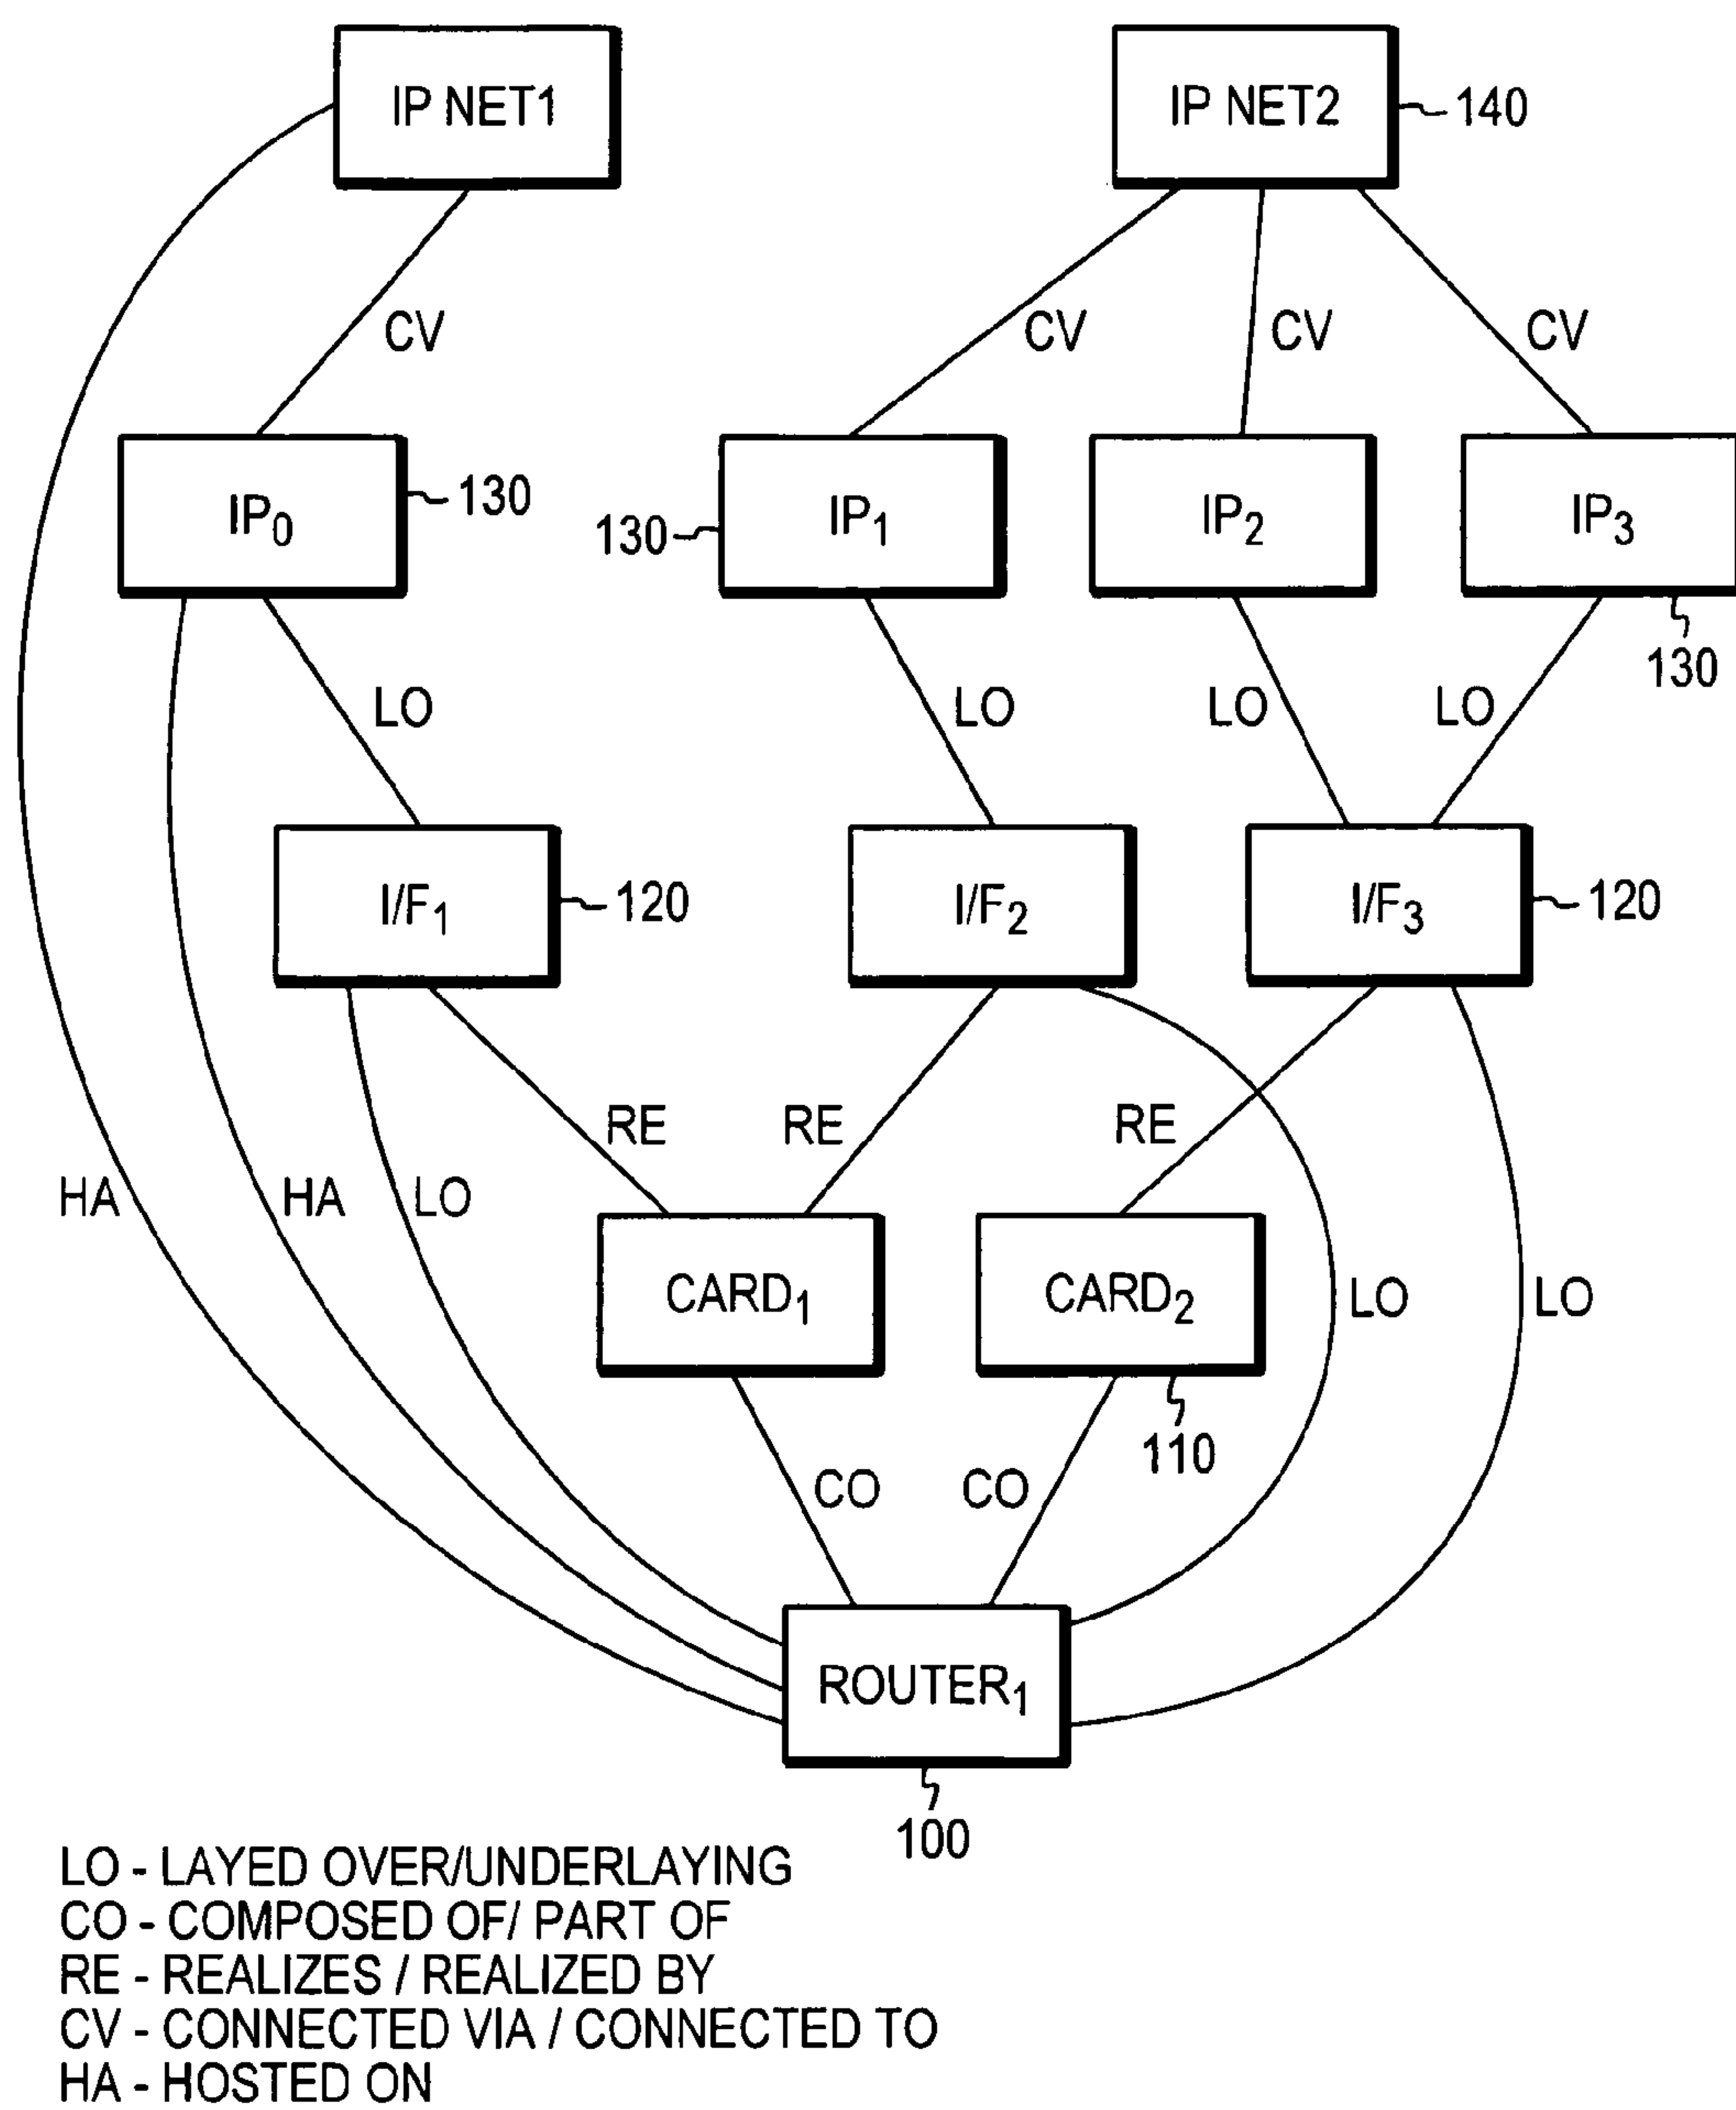 IP NET1
IP NET2
140
CV
CV
CV
CV
IP0
130
130
IP1
IP2
IP3
130
LO
LO
LO
LO
I/F1
120
I/F2
I/F3
120
RE
RE
RE
HA
HA
LO
CARD1
CARD2
LO
LO
110
CO
CO
ROUTER1
100
LO - LAYED OVER/UNDERLAYING
CO - COMPOSED OF/ PART OF
RE - REALIZES / REALIZED BY
CV - CONNECTED VIA / CONNECTED TO
HA - HOSTED ON